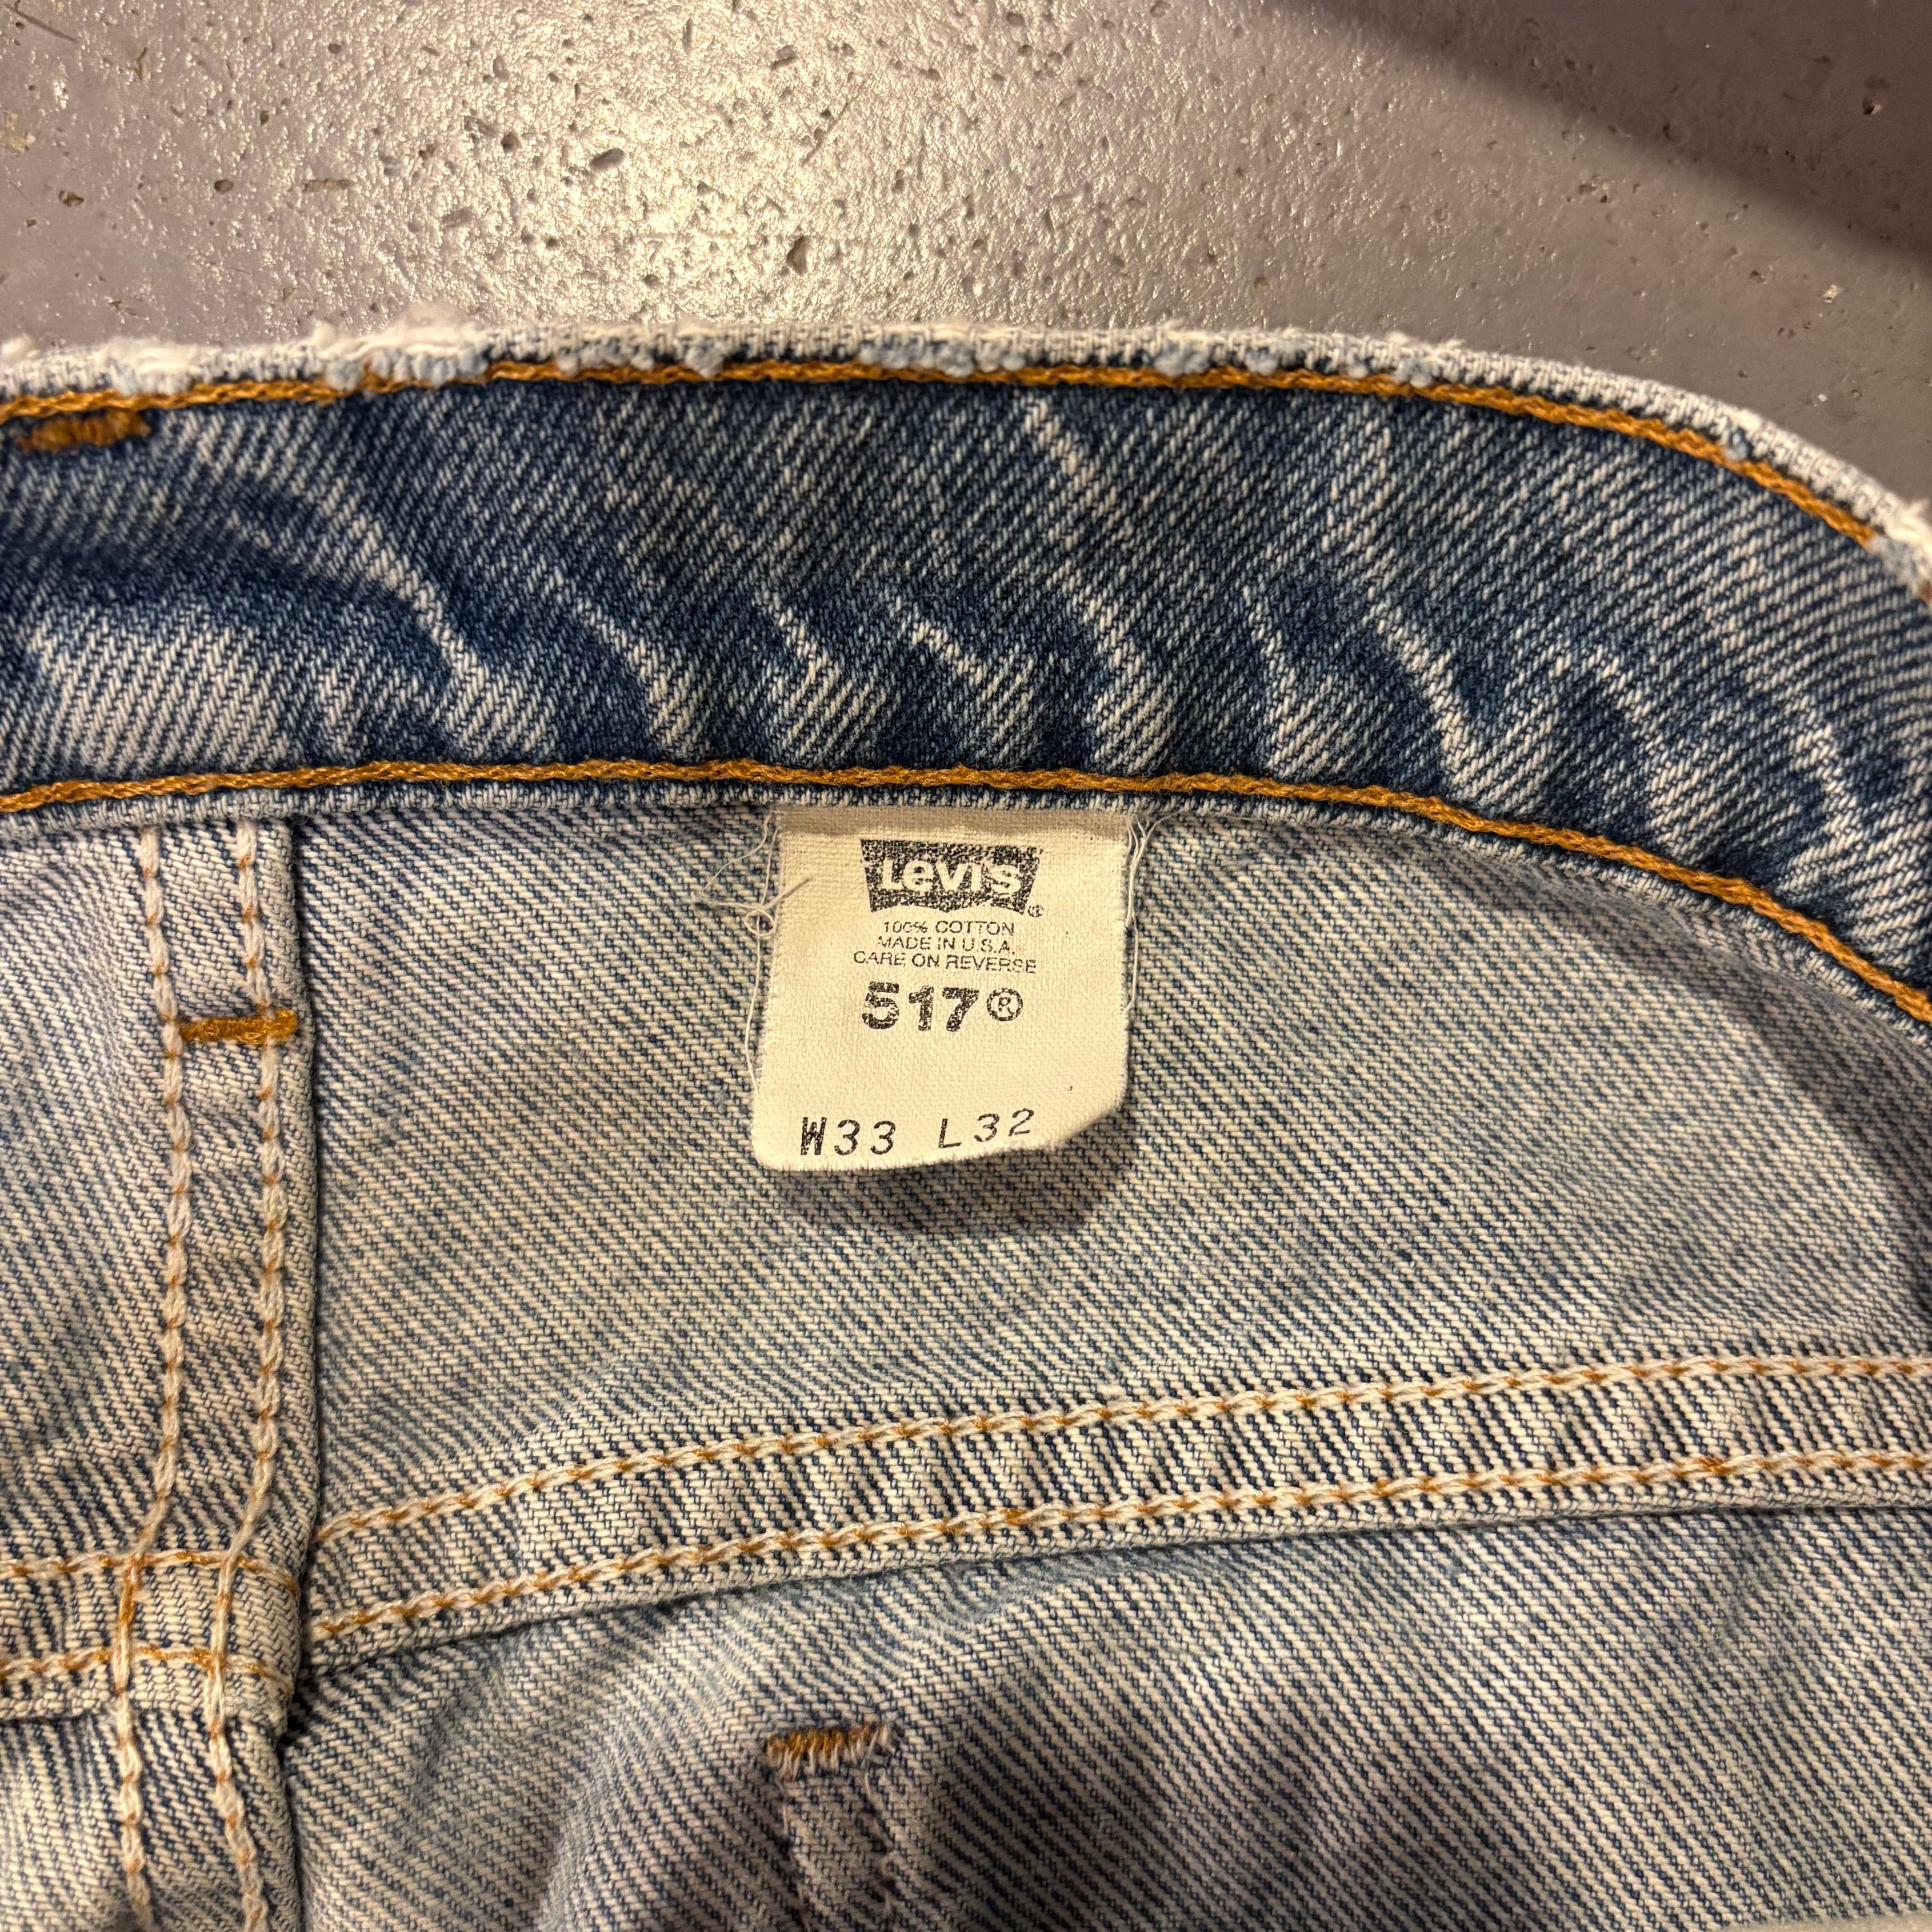 Levi's®
100% COTTON
MADE IN U.S.A.
CARE ON REVERSE
517®
W33 L32